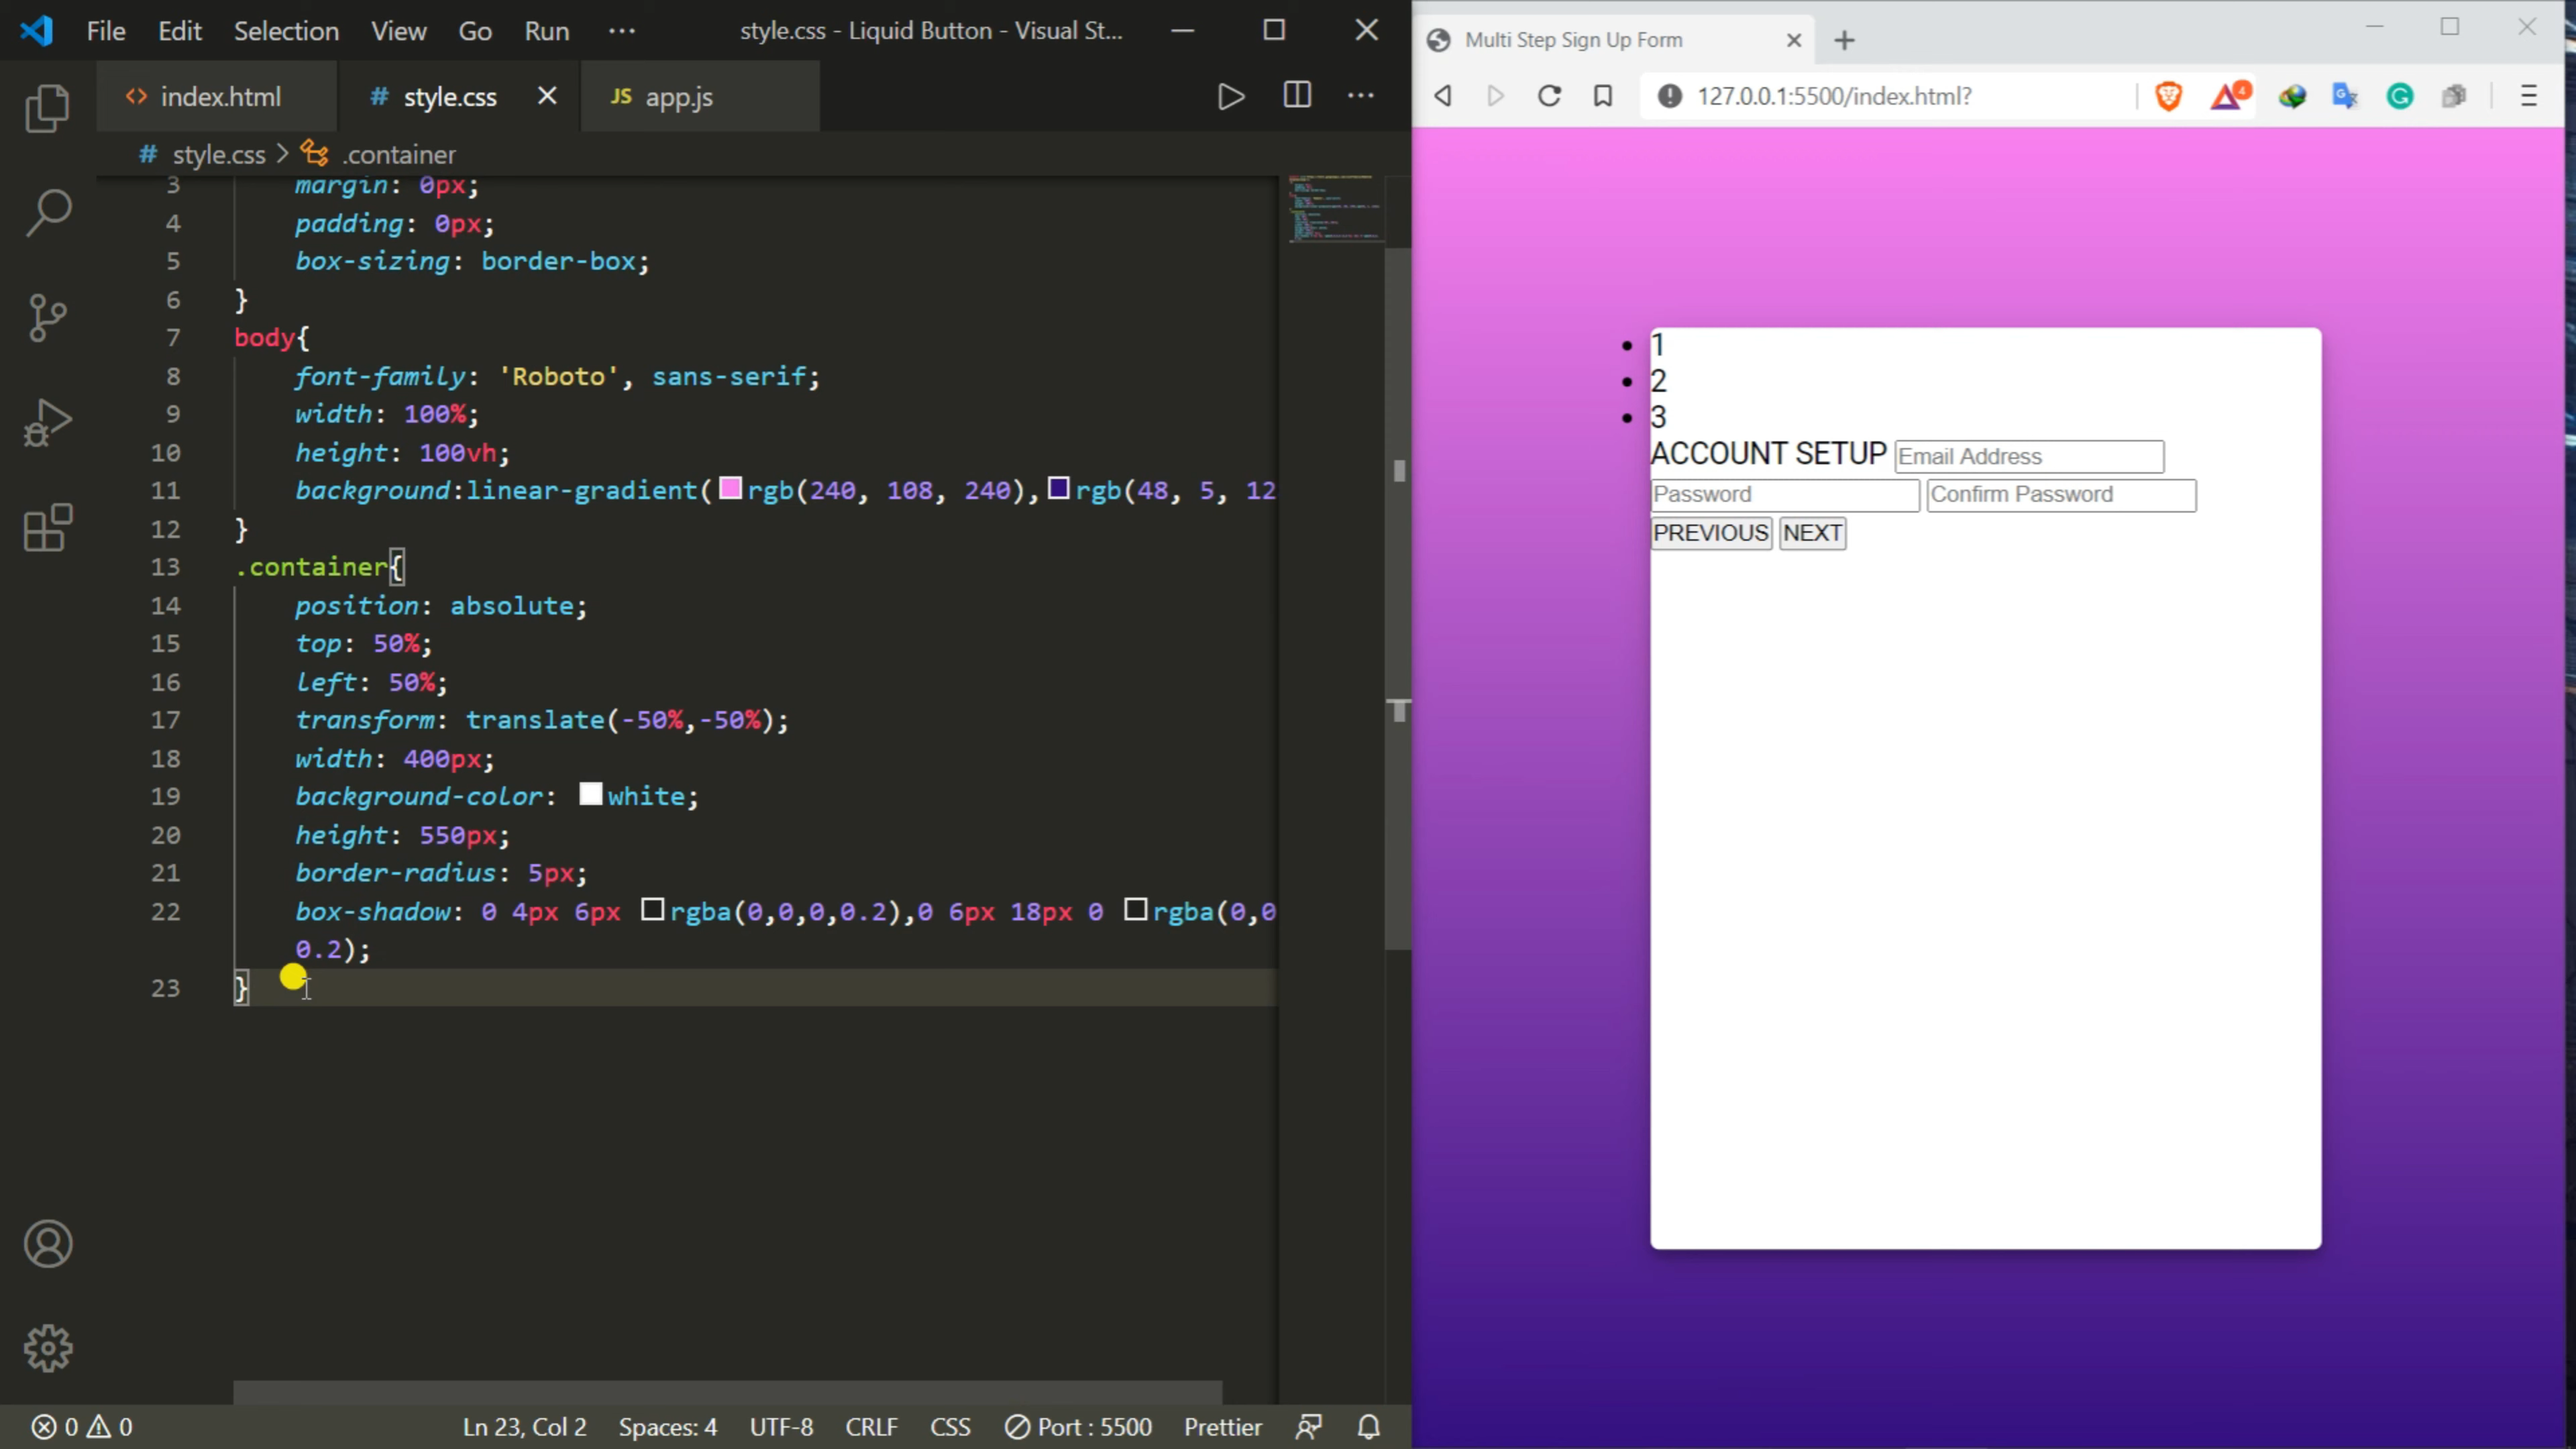 File Edit Selection View Go Run ··· style.css - Liquid Button - Visual St...
<> index.html # style.css JS app.js
# style.css > .container
3 margin: 0px;
4 padding: 0px;
5 box-sizing: border-box;
6 }
7 body{
8 font-family: 'Roboto', sans-serif;
9 width: 100%;
10 height: 100vh;
11 background:linear-gradient(rgb(240, 108, 240),rgb(48, 5, 12
12 }
13 .container{
14 position: absolute;
15 top: 50%;
16 left: 50%;
17 transform: translate(-50%,-50%);
18 width: 400px;
19 background-color: white;
20 height: 550px;
21 border-radius: 5px;
22 box-shadow: 0 4px 6px rgba(0,0,0,0.2),0 6px 18px 0 rgba(0,0
0.2);
23 }
0 0 Ln 23, Col 2 Spaces: 4 UTF-8 CRLF CSS Port : 5500 Prettier
Multi Step Sign Up Form
127.0.0.1:5500/index.html? 4
• 1
• 2
• 3
ACCOUNT SETUP Email Address
Password Confirm Password
PREVIOUS NEXT